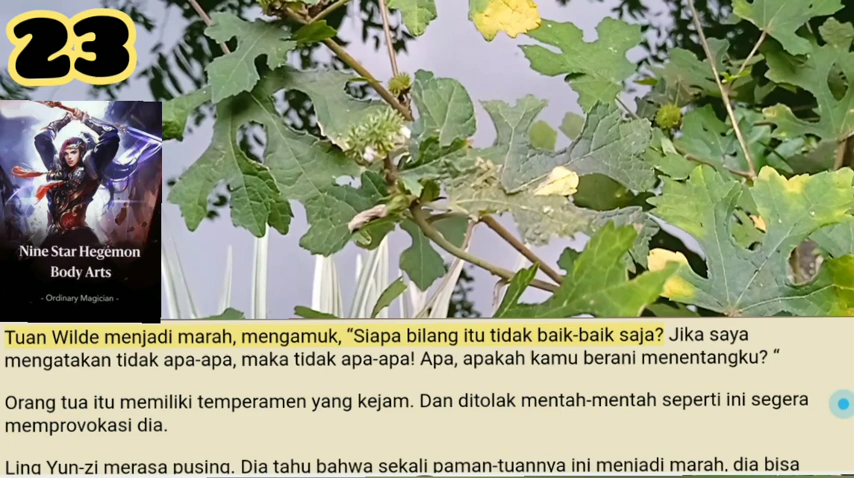 23
Nine Star Hegemon
Body Arts
- Ordinary Magician -
Tuan Wilde menjadi marah, mengamuk, “Siapa bilang itu tidak baik-baik saja? Jika saya
mengatakan tidak apa-apa, maka tidak apa-apa! Apa, apakah kamu berani menentangku? “
Orang tua itu memiliki temperamen yang kejam. Dan ditolak mentah-mentah seperti ini segera
memprovokasi dia.
Ling Yun-zi merasa pusing. Dia tahu bahwa sekali paman-tuannya ini menjadi marah, dia bisa